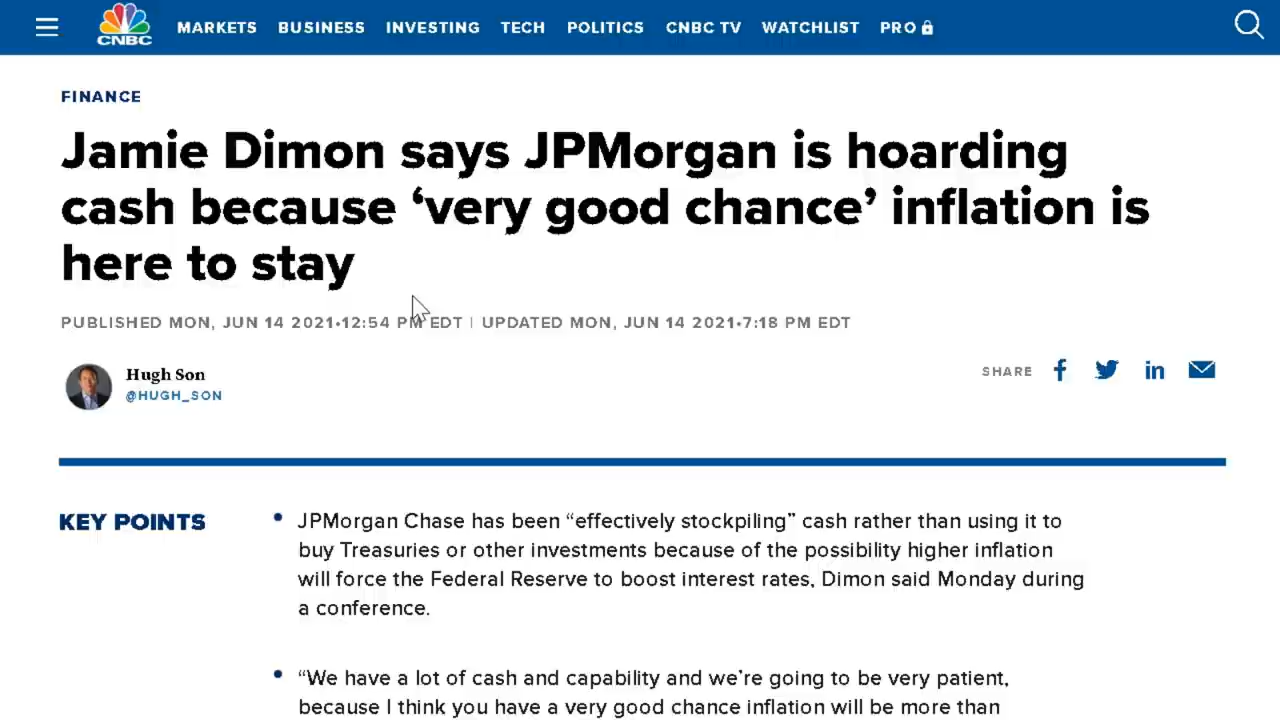 CNBC
MARKETS BUSINESS INVESTING TECH POLITICS CNBC TV WATCHLIST PRO
FINANCE
Jamie Dimon says JPMorgan is hoarding
cash because ‘very good chance’ inflation is
here to stay
PUBLISHED MON, JUN 14 2021•12:54 PM EDT | UPDATED MON, JUN 14 2021•7:18 PM EDT
Hugh Son
@HUGH_SON
SHARE
KEY POINTS
• JPMorgan Chase has been “effectively stockpiling” cash rather than using it to
buy Treasuries or other investments because of the possibility higher inflation
will force the Federal Reserve to boost interest rates, Dimon said Monday during
a conference.
• “We have a lot of cash and capability and we’re going to be very patient,
because I think you have a very good chance inflation will be more than